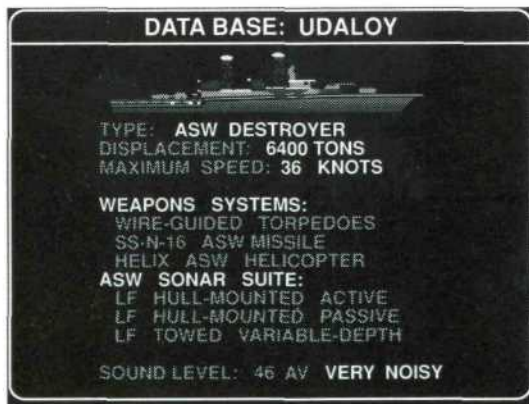 DATA BASE: UDALOY
TYPE: ASW DESTROYER
DISPLACEMENT: 6400 TONS
MAXIMUM SPEED: 36 KNOTS
WEAPONS SYSTEMS:
WIRE-GUIDED TORPEDOES
SS-N-16 ASW MISSILE
HELIX ASW HELICOPTER
ASW SONAR SUITE:
LF HULL-MOUNTED ACTIVE
LF HULL-MOUNTED PASSIVE
LF TOWED VARIABLE-DEPTH
SOUND LEVEL: 46 AV VERY NOISY